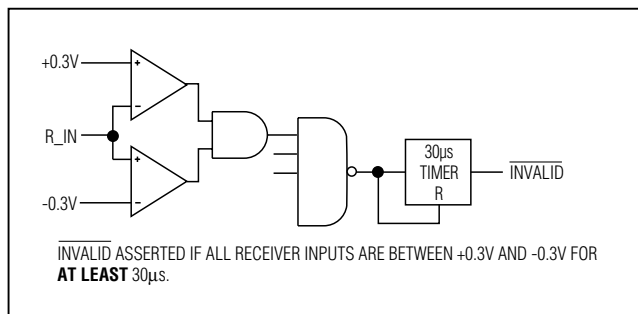 +0.3V
+
-
R_IN
+
-
-0.3V
30µs
TIMER
R
INVALID
INVALID ASSERTED IF ALL RECEIVER INPUTS ARE BETWEEN +0.3V AND -0.3V FOR
AT LEAST 30µs.